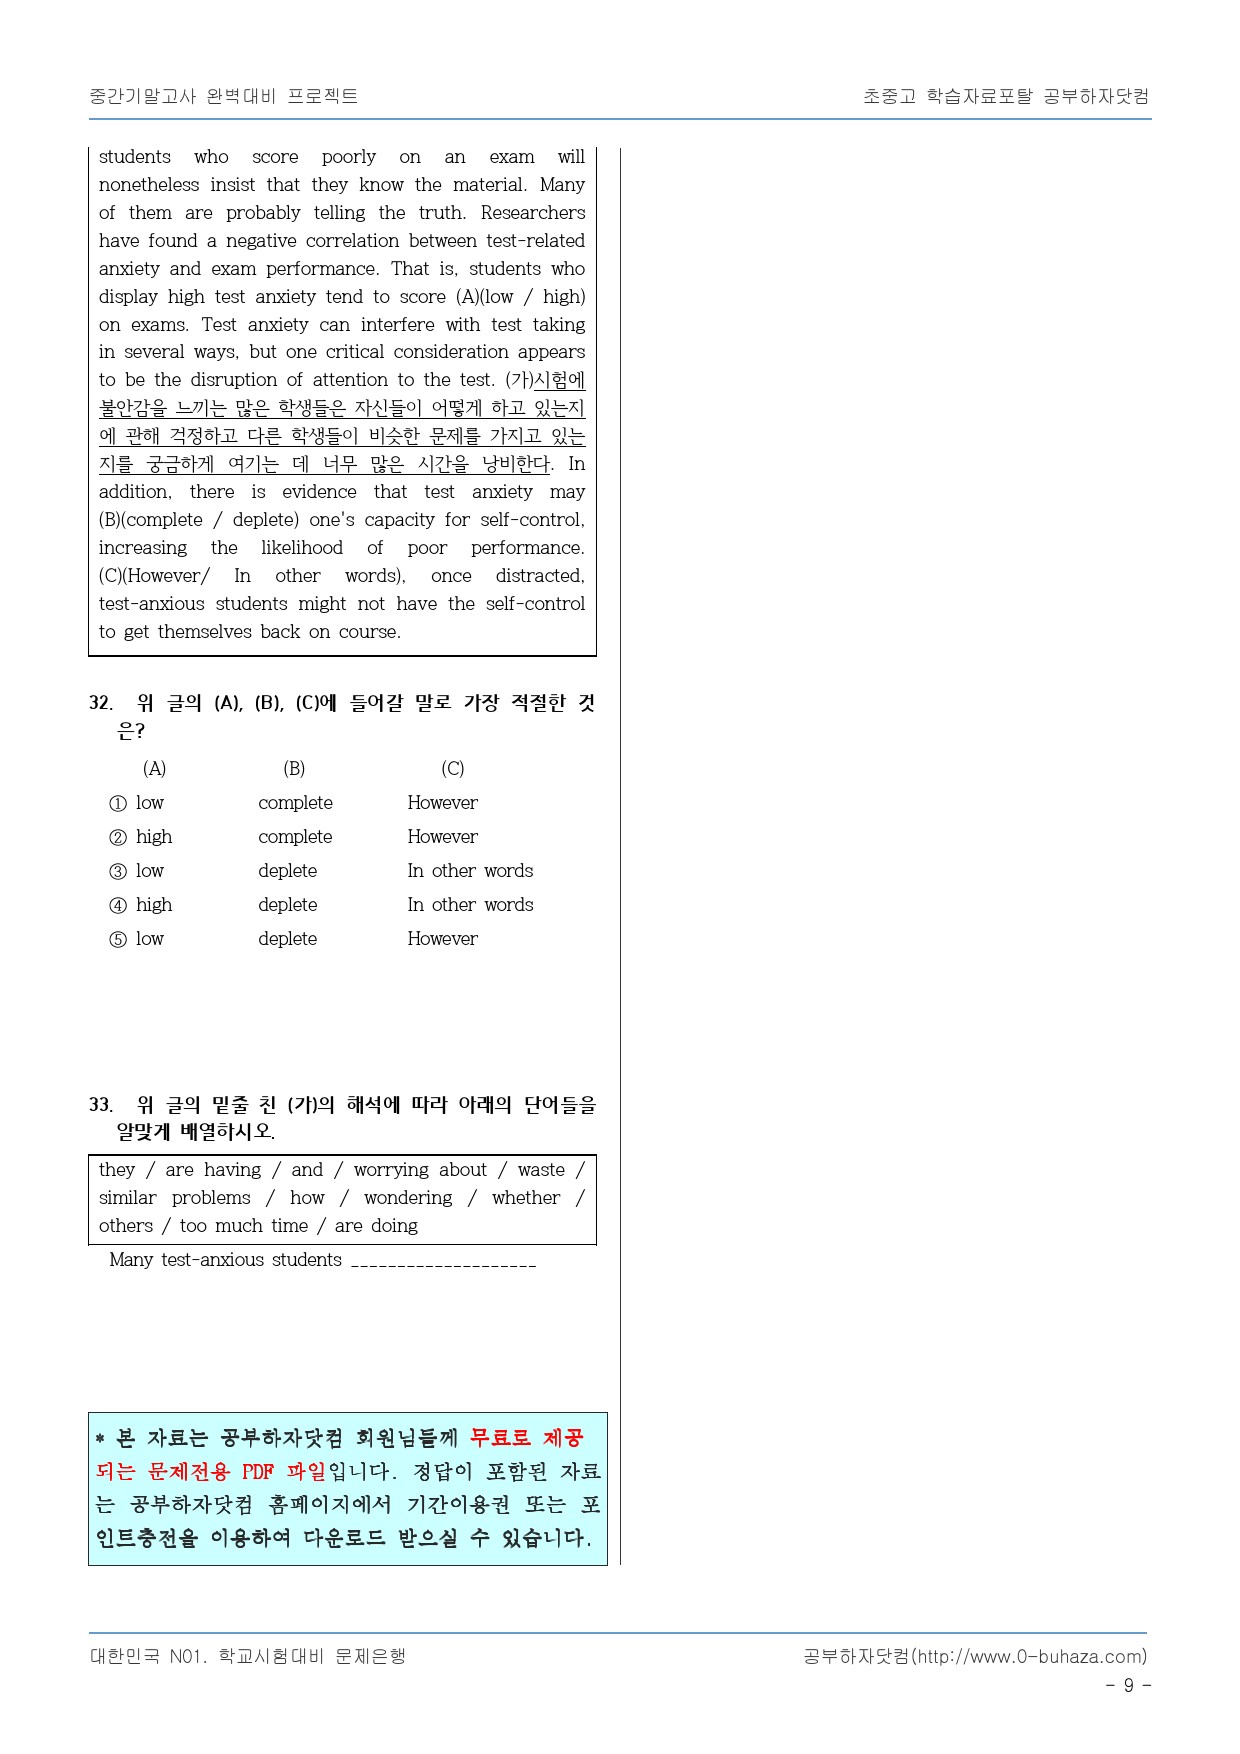 중간기말고사 완벽대비 프로젝트 초중고 학습자료포탈 공부하자닷컴
students who score poorly on an exam will
nonetheless insist that they know the material. Many
of them are probably telling the truth. Researchers
have found a negative correlation between test-related
anxiety and exam performance. That is, students who
display high test anxiety tend to score (A)(low / high)
on exams. Test anxiety can interfere with test taking
in several ways, but one critical consideration appears
to be the disruption of attention to the test. (가)시험에
불안감을 느끼는 많은 학생들은 자신들이 어떻게 하고 있는지
에 관해 걱정하고 다른 학생들이 비슷한 문제를 가지고 있는
지를 궁금하게 여기는 데 너무 많은 시간을 낭비한다. In
addition, there is evidence that test anxiety may
(B)(complete / deplete) one's capacity for self-control,
increasing the likelihood of poor performance.
(C)(However/ In other words), once distracted,
test-anxious students might not have the self-control
to get themselves back on course.
32. 위 글의 (A), (B), (C)에 들어갈 말로 가장 적절한 것
은?
(A) (B) (C)
① low complete However
② high complete However
③ low deplete In other words
④ high deplete In other words
⑤ low deplete However
33. 위 글의 밑줄 친 (가)의 해석에 따라 아래의 단어들을
알맞게 배열하시오.
they / are having / and / worrying about / waste /
similar problems / how / wondering / whether /
others / too much time / are doing
Many test-anxious students ____________________
* 본 자료는 공부하자닷컴 회원님들께 무료로 제공
되는 문제전용 PDF 파일입니다. 정답이 포함된 자료
는 공부하자닷컴 홈페이지에서 기간이용권 또는 포
인트충전을 이용하여 다운로드 받으실 수 있습니다.
대한민국 N01. 학교시험대비 문제은행 공부하자닷컴(http://www.0-buhaza.com)
- 9 -